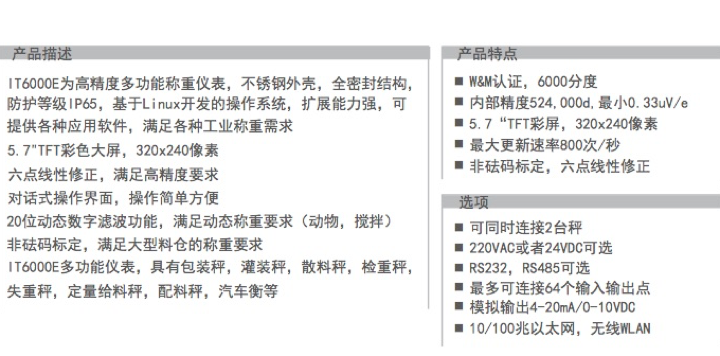 产品描述
IT6000E为高精度多功能称重仪表，不锈钢外壳，全密封结构，
防护等级IP65，基于Linux开发的操作系统，扩展能力强，可
提供各种应用软件，满足各种工业称重需求
5.7"TFT彩色大屏，320x240像素
六点线性修正，满足高精度要求
对话式操作界面，操作简单方便
20位动态数字滤波功能，满足动态称重要求（动物，搅拌）
非砝码标定，满足大型料仓的称重要求
IT6000E多功能仪表，具有包装秤，灌装秤，散料秤，检重秤，
失重秤，定量给料秤，配料秤，汽车衡等
产品特点
■ W&M认证，6000分度
■ 内部精度524,000d,最小0.33uV/e
■ 5.7 “TFT彩屏，320x240像素
■ 最大更新速率800次/秒
■ 非砝码标定，六点线性修正
选项
■ 可同时连接2台秤
■ 220VAC或者24VDC可选
■ RS232，RS485可选
■ 最多可连接64个输入输出点
■ 模拟输出4-20mA/0-10VDC
■ 10/100兆以太网，无线WLAN